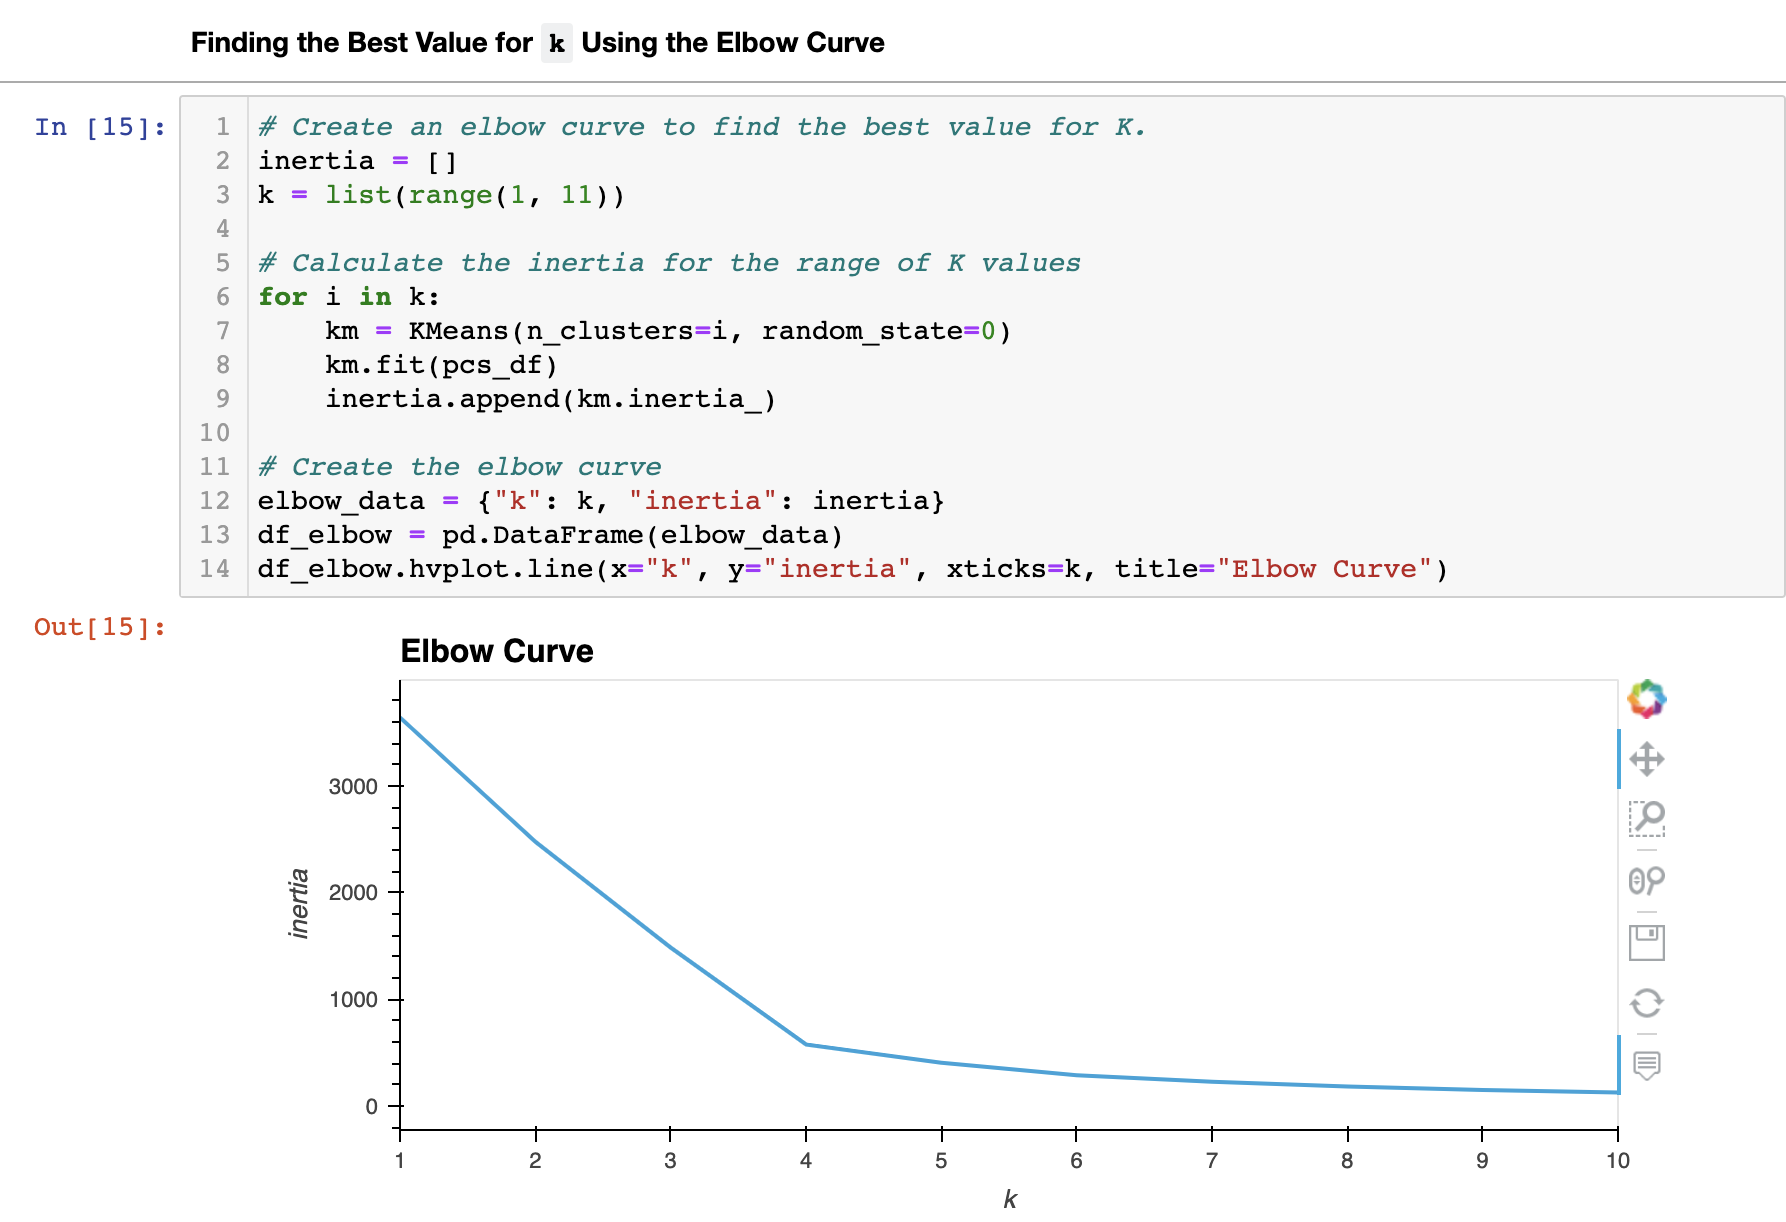 Finding the Best Value for k Using the Elbow Curve
In [15]:
1 # Create an elbow curve to find the best value for K.
2 inertia = []
3 k = list(range(1, 11))
4
5 # Calculate the inertia for the range of K values
6 for i in k:
7     km = KMeans(n_clusters=i, random_state=0)
8     km.fit(pcs_df)
9     inertia.append(km.inertia_)
10
11 # Create the elbow curve
12 elbow_data = {"k": k, "inertia": inertia}
13 df_elbow = pd.DataFrame(elbow_data)
14 df_elbow.hvplot.line(x="k", y="inertia", xticks=k, title="Elbow Curve")
Out[15]:
Elbow Curve
3000
2000
1000
0
inertia
1 2 3 4 5 6 7 8 9 10
k